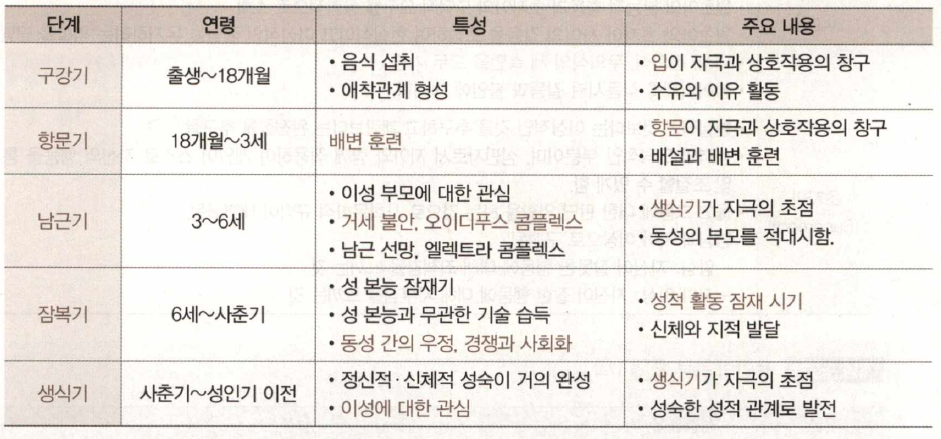 단계 연령 특성 주요 내용
구강기 출생~18개월 • 음식 섭취 • 입이 자극과 상호작용의 창구
• 애착관계 형성 • 수유와 이유 활동
항문기 18개월~3세 배변 훈련 • 항문이 자극과 상호작용의 창구
• 배설과 배변 훈련
남근기 3~6세 • 이성 부모에 대한 관심 • 생식기가 자극의 초점
• 거세 불안, 오이디푸스 콤플렉스 • 동성의 부모를 적대시함.
• 남근 선망, 엘렉트라 콤플렉스
잠복기 6세~사춘기 • 성 본능 잠재기 • 성적 활동 잠재 시기
• 성 본능과 무관한 기술 습득 • 신체와 지적 발달
• 동성 간의 우정, 경쟁과 사회화
생식기 사춘기~성인기 이전 • 정신적·신체적 성숙이 거의 완성 • 생식기가 자극의 초점
• 이성에 대한 관심 • 성숙한 성적 관계로 발전